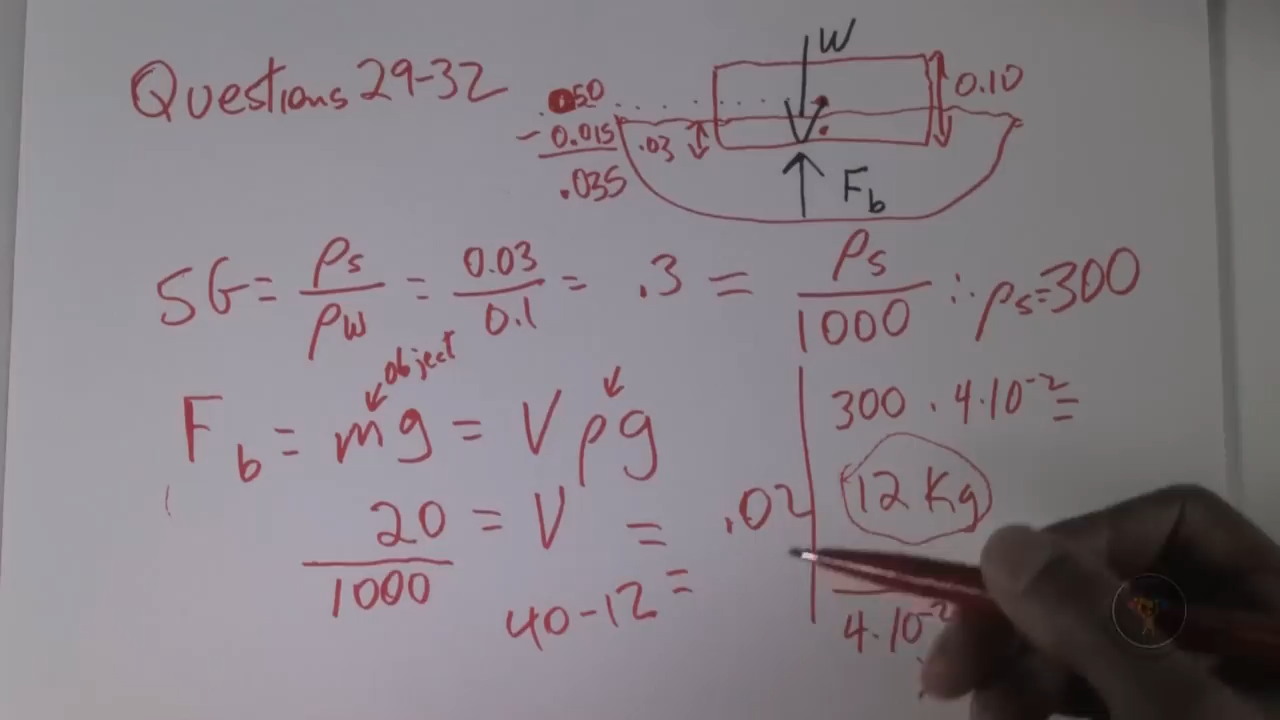 Questions 29-32
W
0.10
.050
- 0.015
.035
.03
F_b
SG = ρs/ρw = 0.03/0.1 = .3 = ρs/1000 ∴ ρs=300
object
F_b = mg = Vρg
300 · 4·10⁻² =
20/1000 = V = .02
12 Kg
40-12 =
4·10⁻²